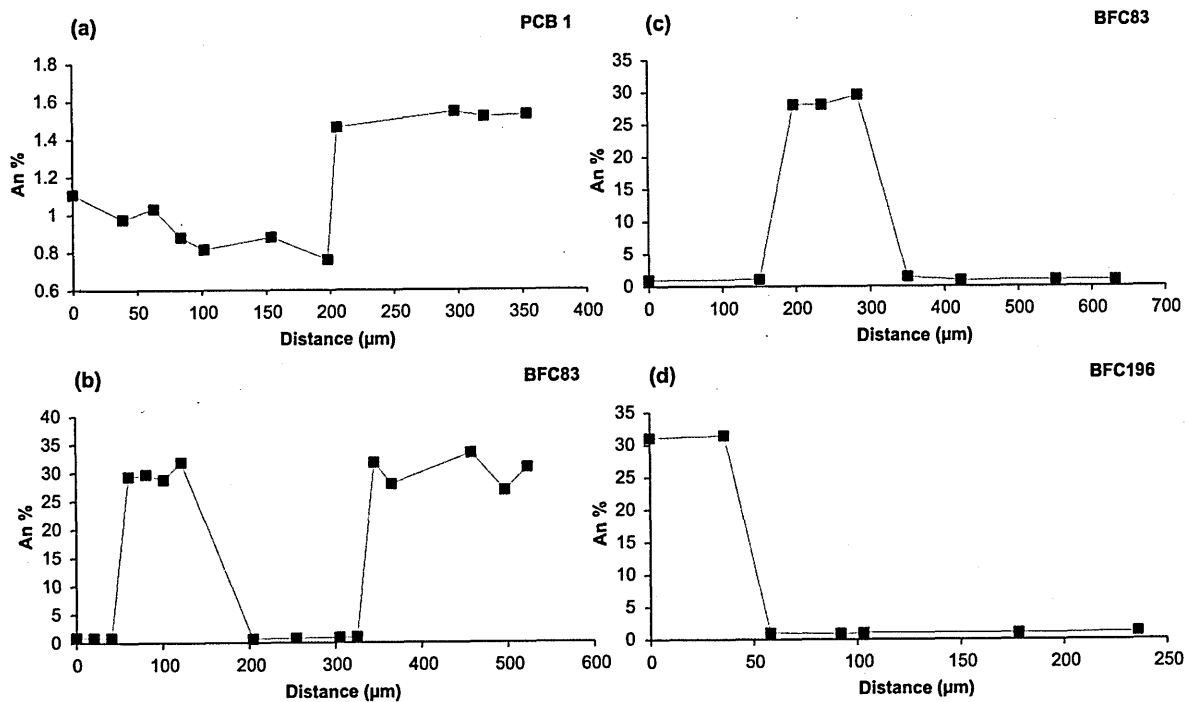 (a)
PCB 1
1.8
1.6
1.4
1.2
1
0.8
0.6
An %
0 50 100 150 200 250 300 350 400
Distance (µm)
(c)
BFC83
35
30
25
20
15
10
5
0
An %
0 100 200 300 400 500 600 700
Distance (µm)
(b)
BFC83
40
35
30
25
20
15
10
5
0
An %
0 100 200 300 400 500 600
Distance (µm)
(d)
BFC196
35
30
25
20
15
10
5
0
An %
0 50 100 150 200 250
Distance (µm)